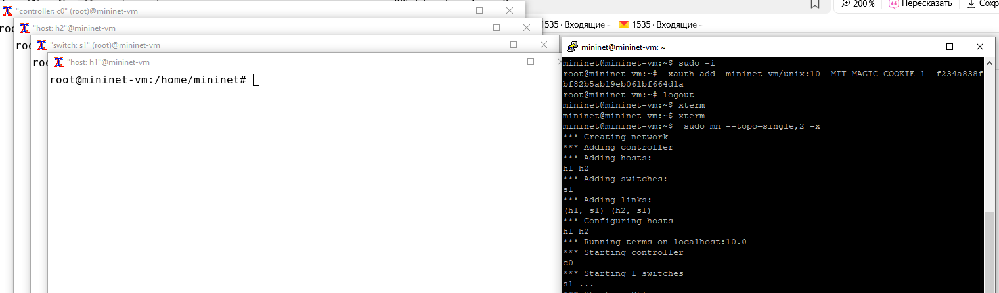 "controller: c0" (root)@mininet-vm
200 %
Пересказать
Сохр
"host: h2"@mininet-vm
1535 · Входящие -
1535 · Входящие -
"switch: s1" (root)@mininet-vm
"host: h1"@mininet-vm
root@mininet-vm:/home/mininet#
mininet@mininet-vm: ~
mininet@mininet-vm:~$ sudo -i
root@mininet-vm:~#  xauth add  mininet-vm/unix:10  MIT-MAGIC-COOKIE-1  f234a838f
bf82b5ab19eb061bf664d1a
root@mininet-vm:~# logout
mininet@mininet-vm:~$ xterm
mininet@mininet-vm:~$ xterm
mininet@mininet-vm:~$  sudo mn --topo=single,2 -x
*** Creating network
*** Adding controller
*** Adding hosts:
h1 h2
*** Adding switches:
s1
*** Adding links:
(h1, s1) (h2, s1)
*** Configuring hosts
h1 h2
*** Running terms on localhost:10.0
*** Starting controller
c0
*** Starting 1 switches
s1 ...